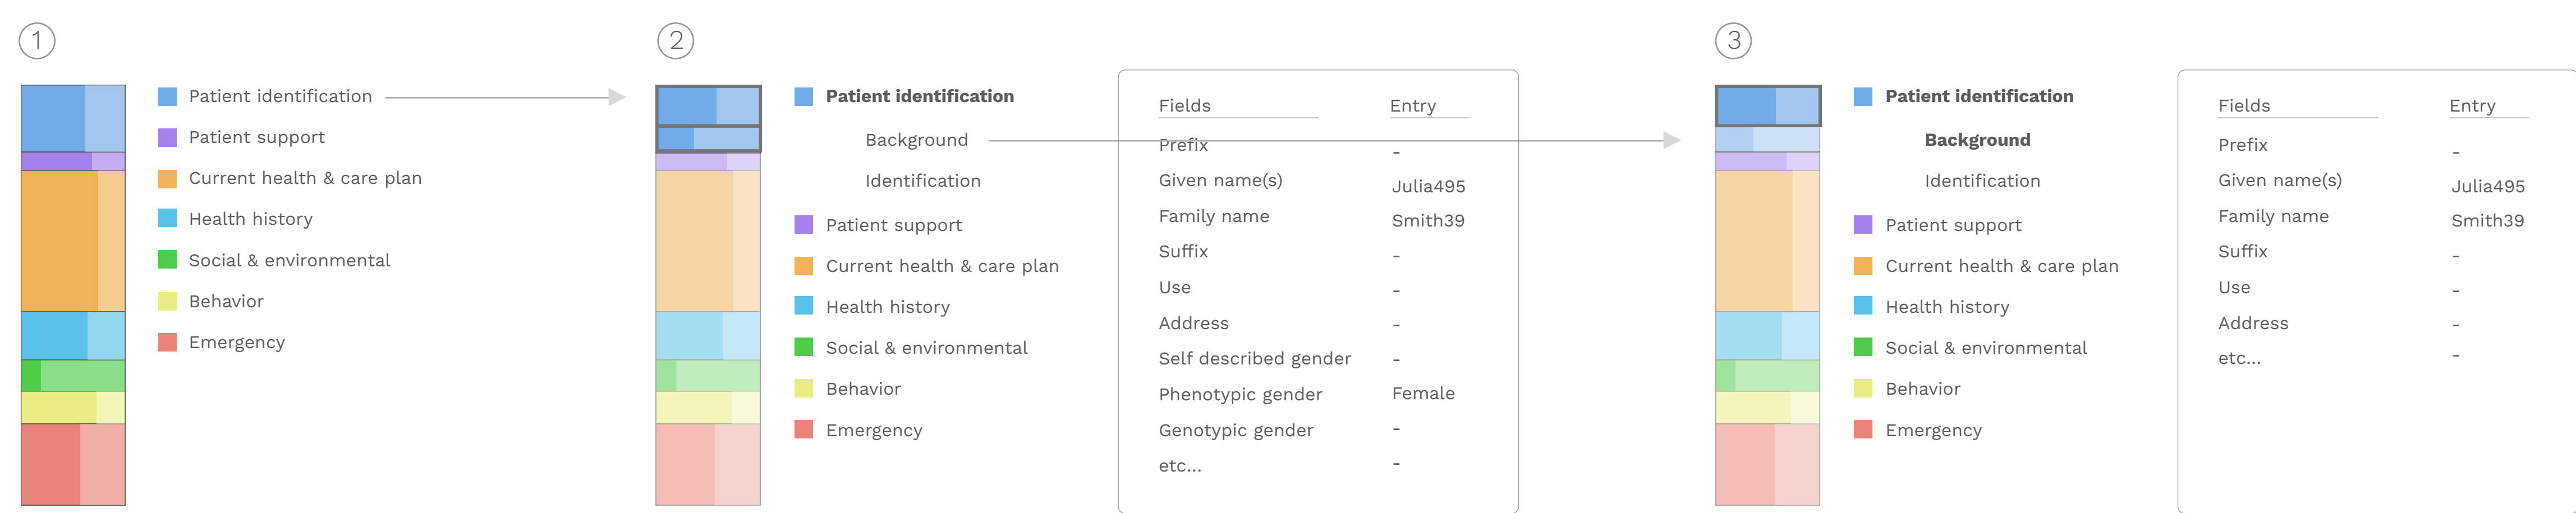 1
Patient identification
Patient support
Current health & care plan
Health history
Social & environmental
Behavior
Emergency
2
Patient identification
Background
Identification
Patient support
Current health & care plan
Health history
Social & environmental
Behavior
Emergency
Fields Entry
Prefix -
Given name(s) Julia495
Family name Smith39
Suffix -
Use -
Address -
Self described gender -
Phenotypic gender Female
Genotypic gender -
etc... -
3
Patient identification
Background
Identification
Patient support
Current health & care plan
Health history
Social & environmental
Behavior
Emergency
Fields Entry
Prefix -
Given name(s) Julia495
Family name Smith39
Suffix -
Use -
Address -
etc... -